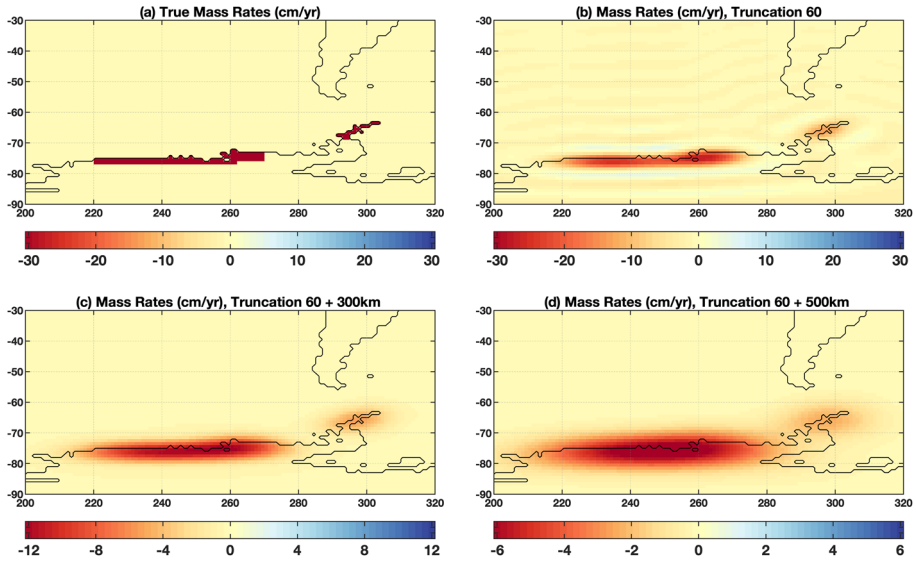 (a) True Mass Rates (cm/yr)
-30
-40
-50
-60
-70
-80
-90
200 220 240 260 280 300 320
-30 -20 -10 0 10 20 30
(b) Mass Rates (cm/yr), Truncation 60
-30
-40
-50
-60
-70
-80
-90
200 220 240 260 280 300 320
-30 -20 -10 0 10 20 30
(c) Mass Rates (cm/yr), Truncation 60 + 300km
-30
-40
-50
-60
-70
-80
-90
200 220 240 260 280 300 320
-12 -8 -4 0 4 8 12
(d) Mass Rates (cm/yr), Truncation 60 + 500km
-30
-40
-50
-60
-70
-80
-90
200 220 240 260 280 300 320
-6 -4 -2 0 2 4 6